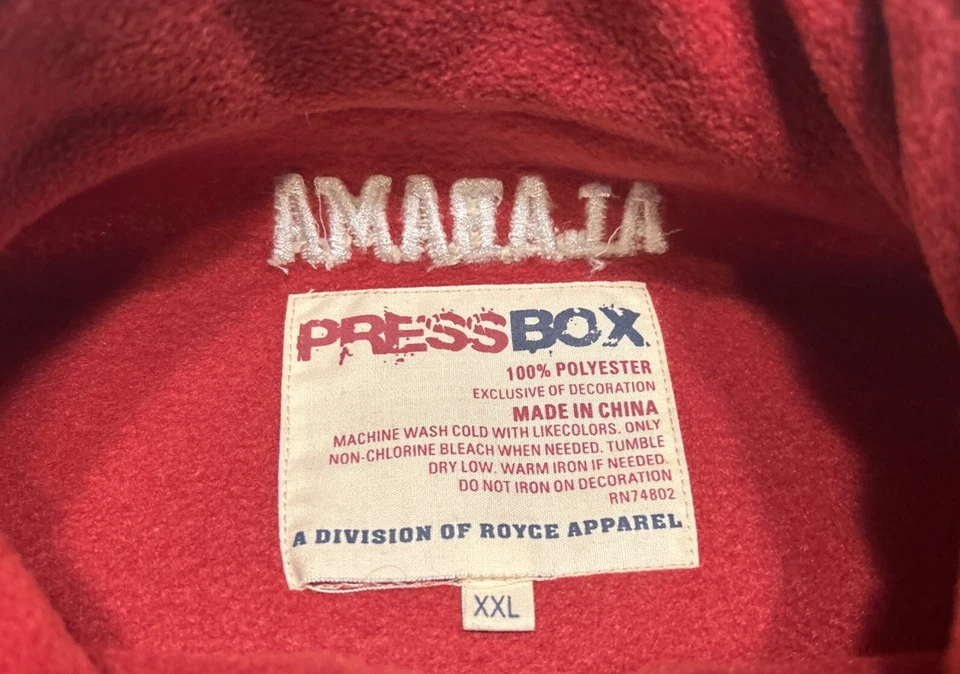 ALABAMA
PRESSBOX
100% POLYESTER
EXCLUSIVE OF DECORATION
MADE IN CHINA
MACHINE WASH COLD WITH LIKECOLORS. ONLY
NON-CHLORINE BLEACH WHEN NEEDED. TUMBLE
DRY LOW. WARM IRON IF NEEDED.
DO NOT IRON ON DECORATION
RN74802
A DIVISION OF ROYCE APPAREL
XXL